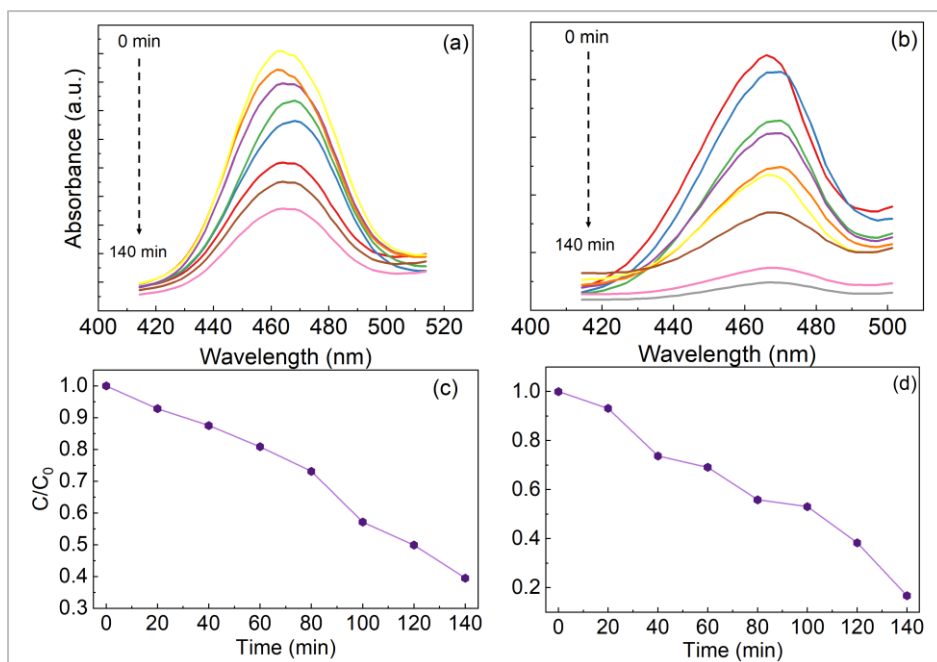 (a)
0 min
140 min
Absorbance (a.u.)
400 420 440 460 480 500 520
Wavelength (nm)
(b)
0 min
140 min
400 420 440 460 480 500
Wavelength (nm)
(c)
1.0
0.9
0.8
0.7
0.6
0.5
0.4
0.3
C/C₀
0 20 40 60 80 100 120 140
Time (min)
(d)
1.0
0.8
0.6
0.4
0.2
0 20 40 60 80 100 120 140
Time (min)